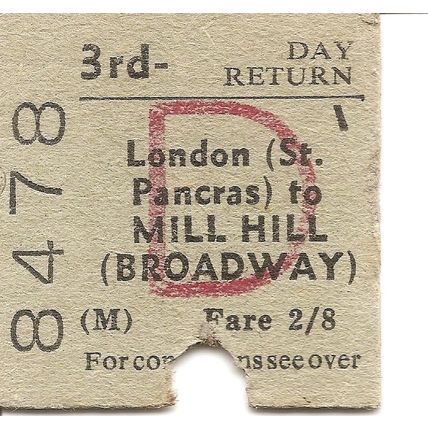 3rd- DAY
RETURN
D
London (St.
Pancras) to
MILL HILL
(BROADWAY)
(M) Fare 2/8
For see over
8478